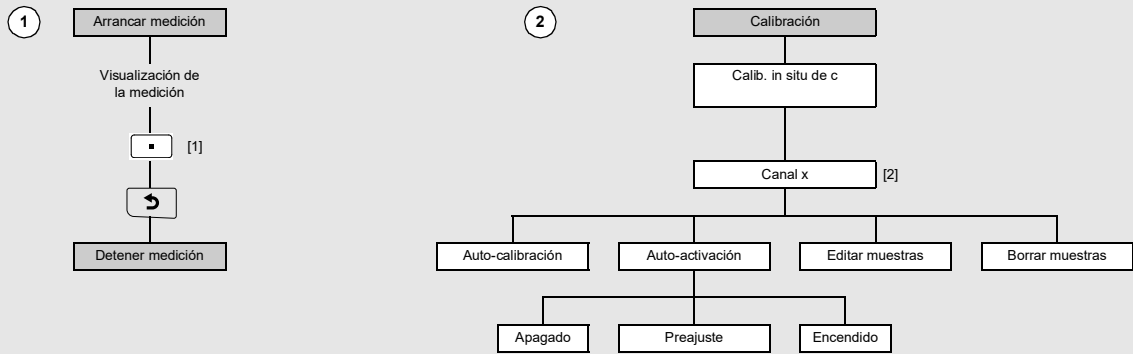 1
Arrancar medición
Visualización de
la medición
[1]
Detener medición
2
Calibración
Calib. in situ de c
Canal x
[2]
Auto-calibración
Auto-activación
Editar muestras
Borrar muestras
Apagado
Preajuste
Encendido